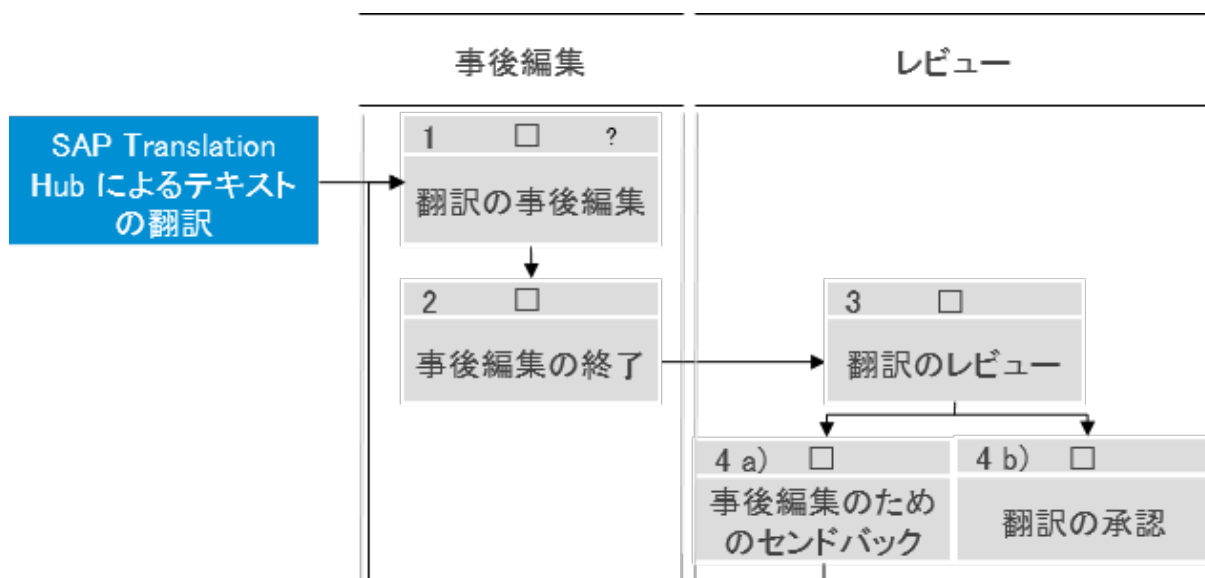 事後編集
レビュー
SAP Translation
Hub によるテキスト
の翻訳
1 □ ?
翻訳の事後編集
2 □
事後編集の終了
3 □
翻訳のレビュー
4 a) □
事後編集のため
のセンドバック
4 b) □
翻訳の承認